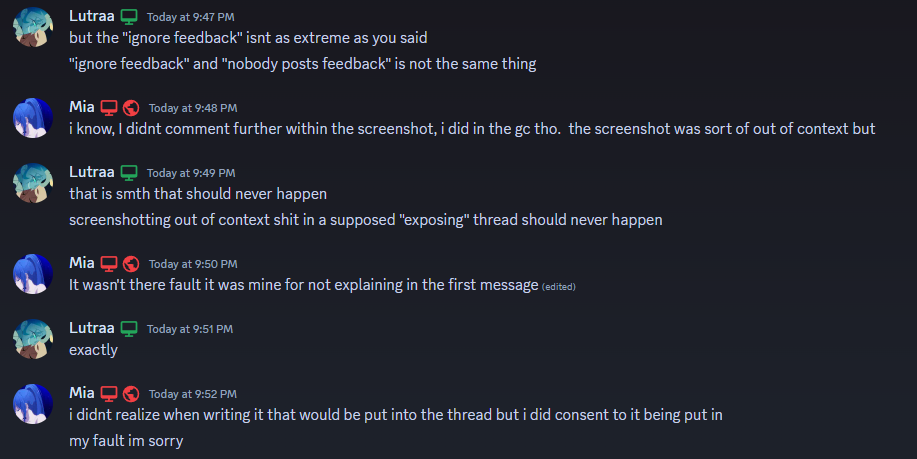 Lutraa Today at 9:47 PM
but the "ignore feedback" isnt as extreme as you said
"ignore feedback" and "nobody posts feedback" is not the same thing
Mia Today at 9:48 PM
i know, I didnt comment further within the screenshot, i did in the gc tho. the screenshot was sort of out of context but
Lutraa Today at 9:49 PM
that is smth that should never happen
screenshotting out of context shit in a supposed "exposing" thread should never happen
Mia Today at 9:50 PM
It wasn't there fault it was mine for not explaining in the first message (edited)
Lutraa Today at 9:51 PM
exactly
Mia Today at 9:52 PM
i didnt realize when writing it that would be put into the thread but i did consent to it being put in
my fault im sorry